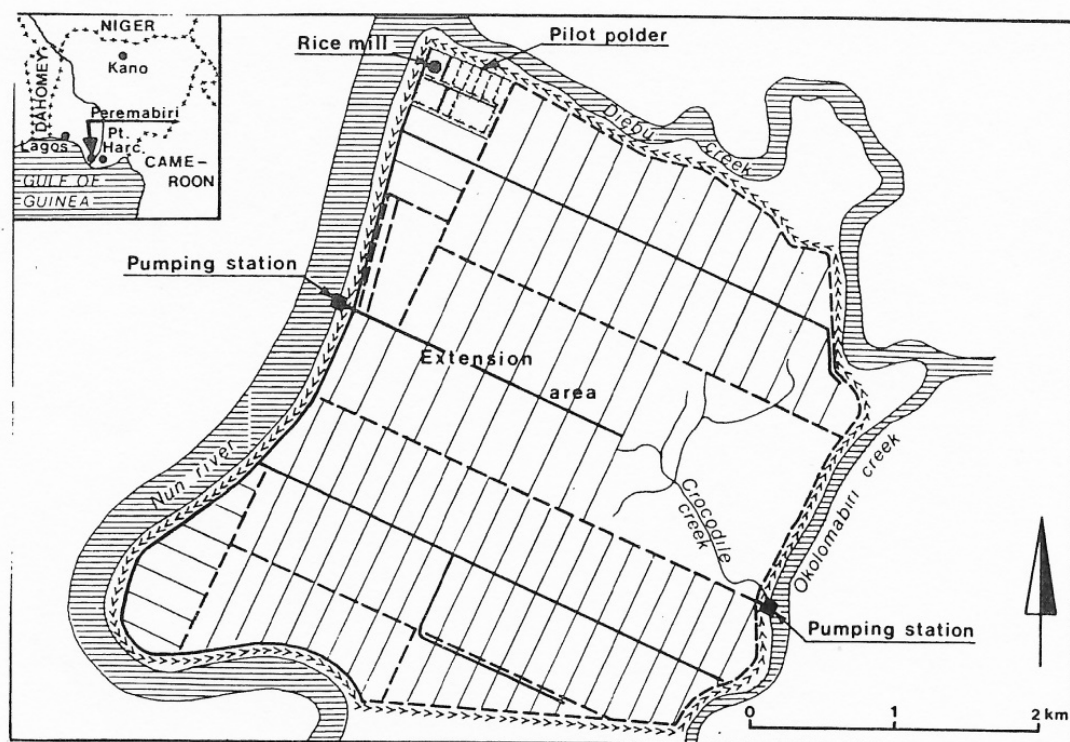 NIGER
Kano
DAHOMEY
Peremabiri
Lagos
Pt.
Harc.
CAME-
ROON
GULF OF
GUINEA
Rice mill
Pilot polder
Diebu
creek
Pumping station
Extension
area
Nun river
Crocodile
creek
Okolomabiri creek
Pumping station
0 1 2 km